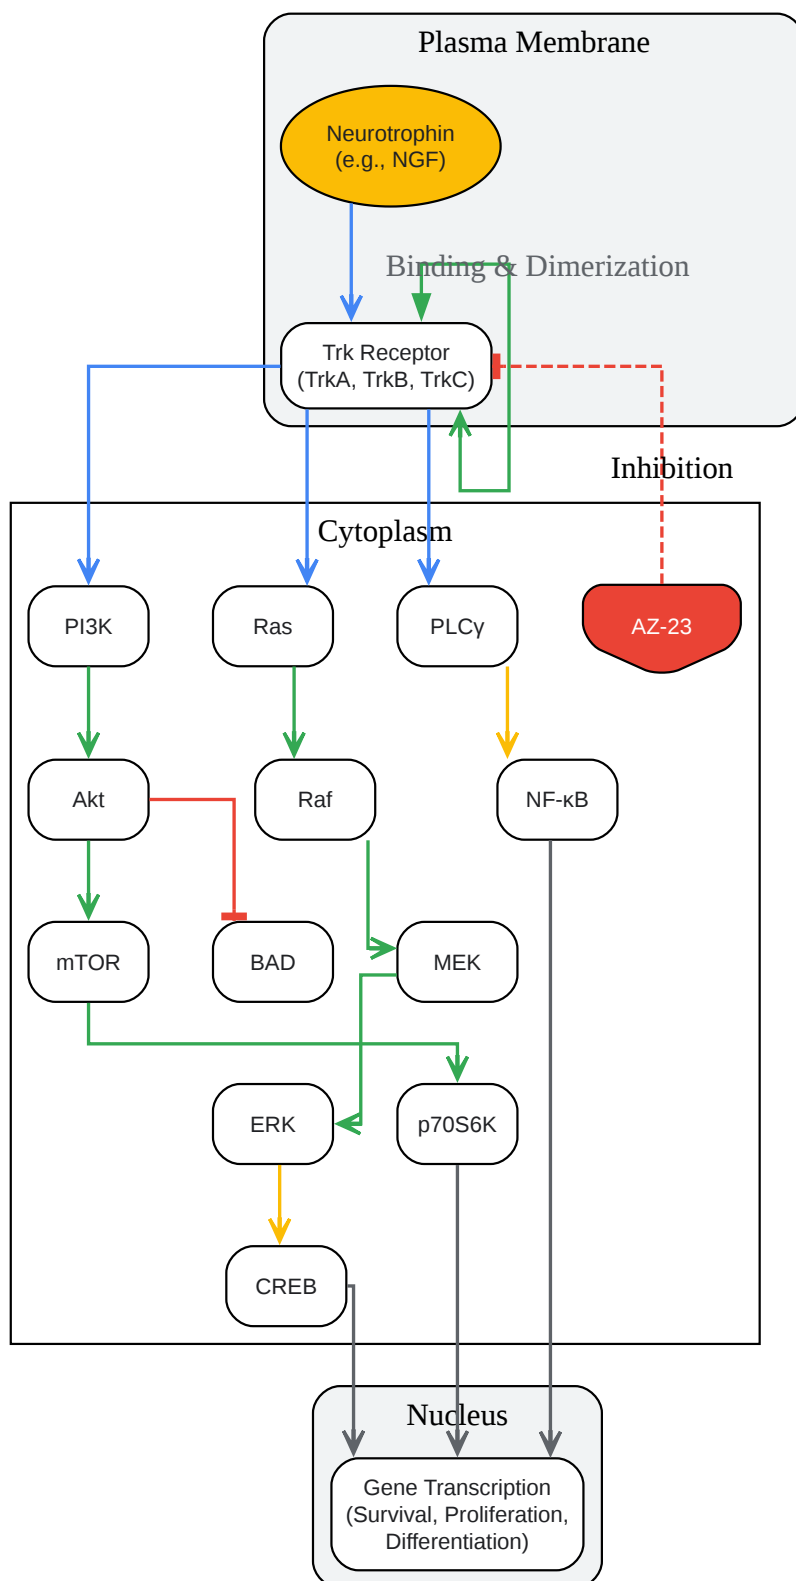 Plasma Membrane
Neurotrophin
(e.g., NGF)
Binding & Dimerization
Trk Receptor
(TrkA, TrkB, TrkC)
Inhibition
Cytoplasm
PI3K
Ras
PLCγ
AZ-23
Akt
Raf
NF-κB
mTOR
BAD
MEK
ERK
p70S6K
CREB
Nucleus
Gene Transcription
(Survival, Proliferation,
Differentiation)